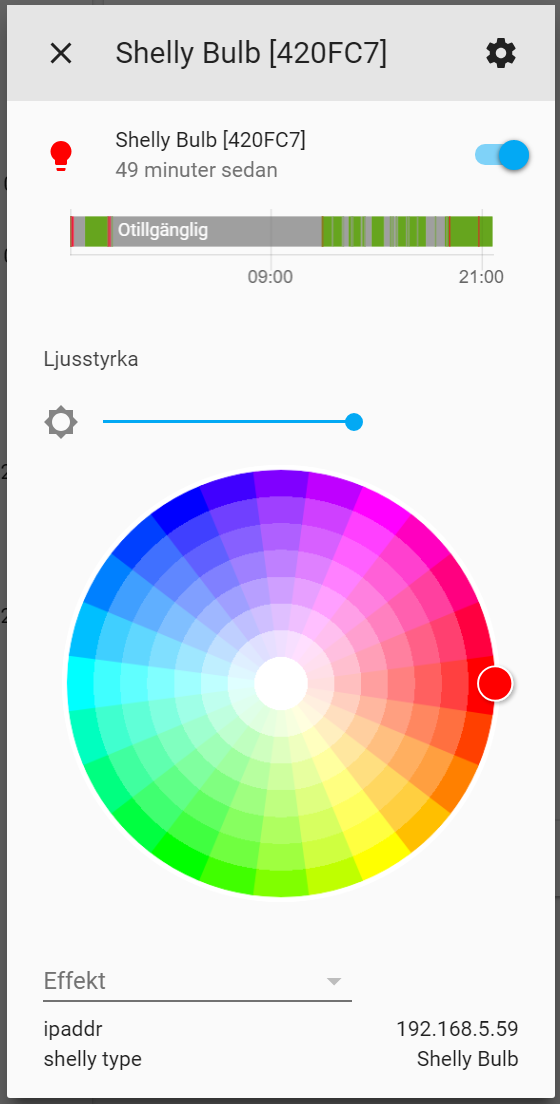 Shelly Bulb [420FC7]
Shelly Bulb [420FC7]
49 minuter sedan
Otillgänglig
09:00 21:00
Ljusstyrka
Effekt
ipaddr 192.168.5.59
shelly type Shelly Bulb